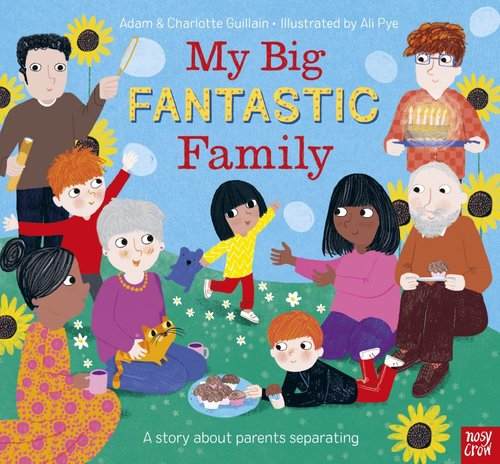 Adam & Charlotte Guillain · Illustrated by Ali Pye
My Big
FANTASTIC
Family
A story about parents separating
nosy
crow